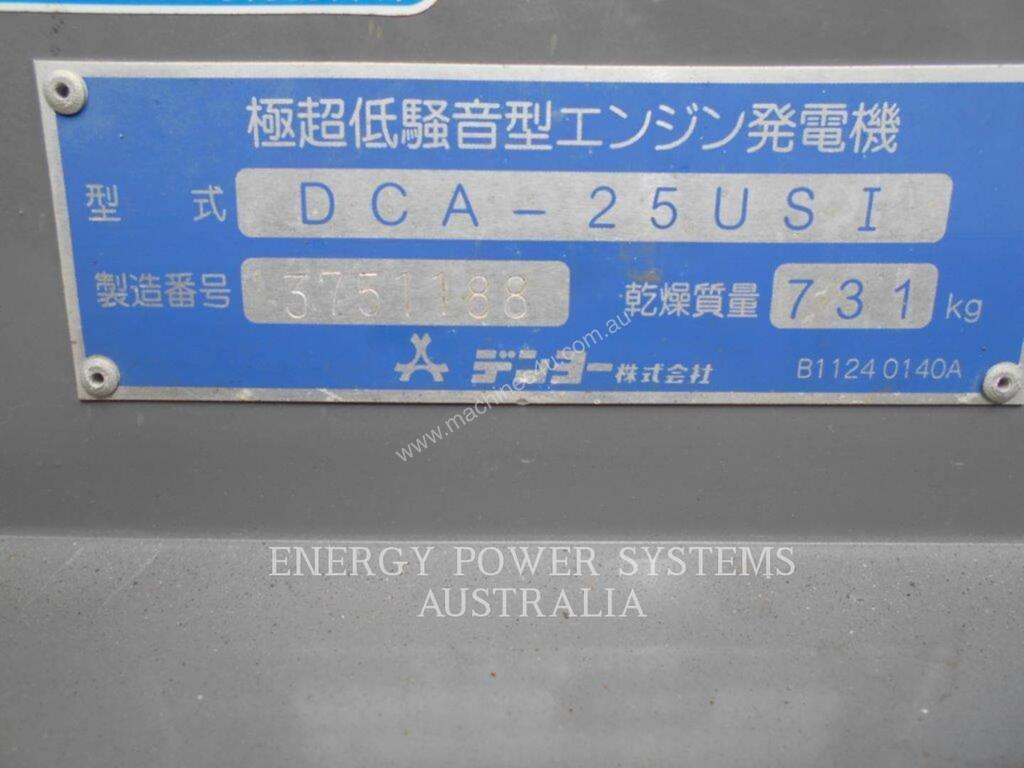 極超低騒音型エンジン発電機
型 式 DCA-25USI
製造番号 3751188 乾燥質量 731 kg
デンヨー株式会社 B11240140A
www.machines4u.com.au
ENERGY POWER SYSTEMS
AUSTRALIA